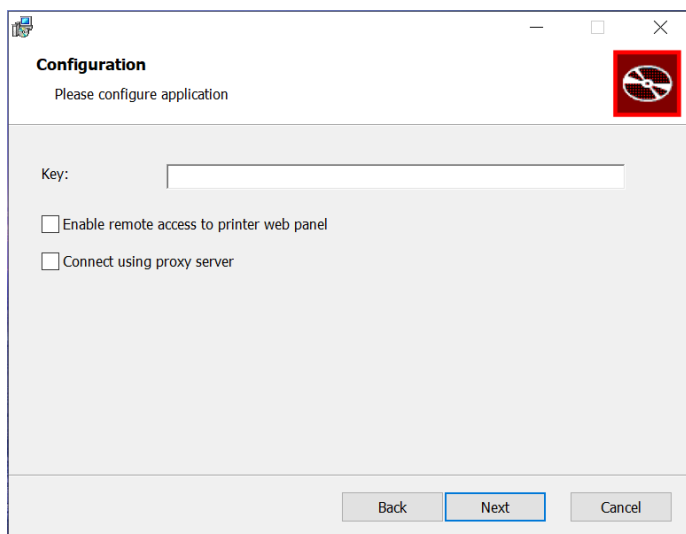 Configuration
Please configure application
Key:
Enable remote access to printer web panel
Connect using proxy server
Back Next Cancel